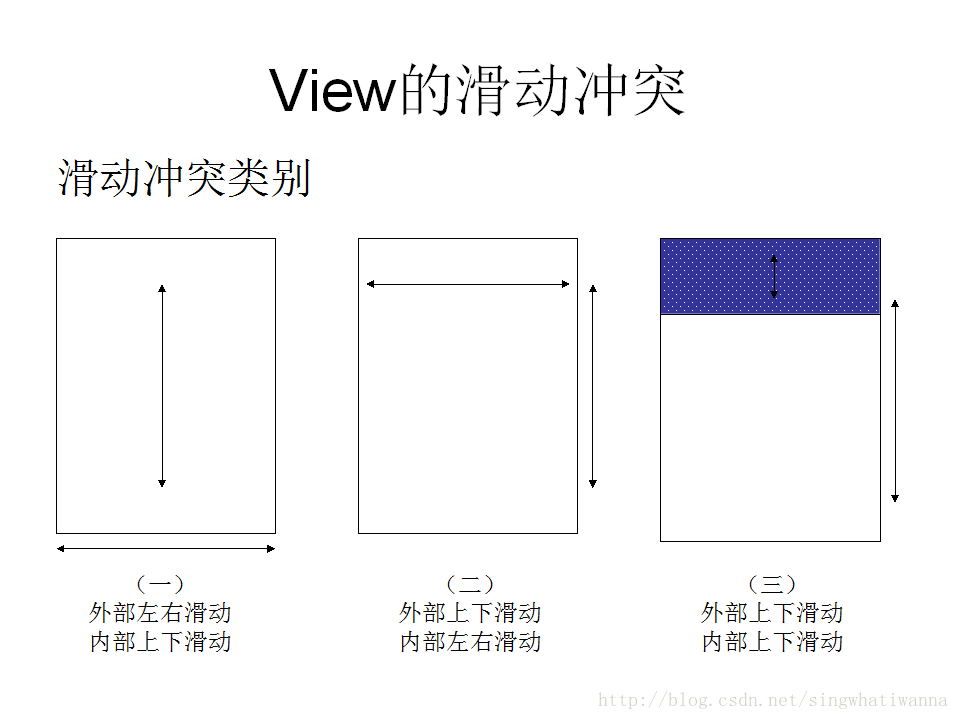 View的滑动冲突
滑动冲突类别
（一）
外部左右滑动
内部上下滑动
（二）
外部上下滑动
内部左右滑动
（三）
外部上下滑动
内部上下滑动
http://blog.csdn.net/singwhatiwanna